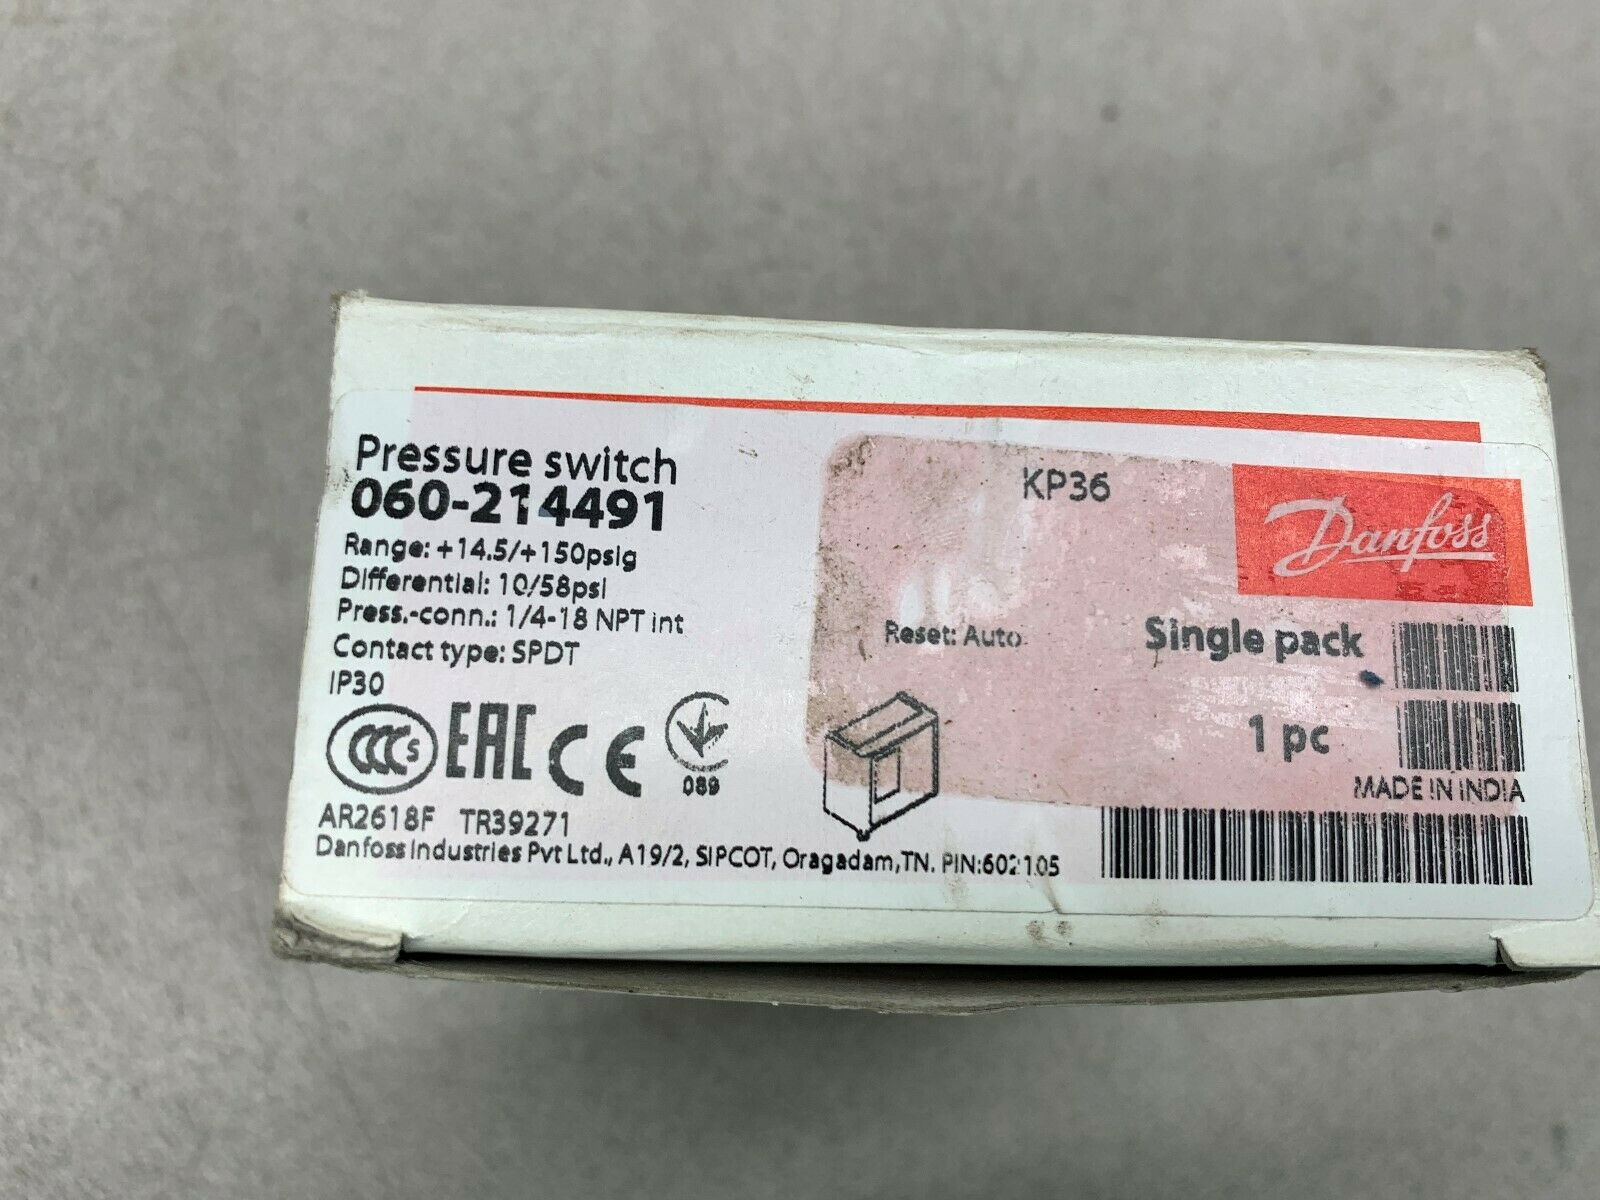 Pressure switch
060-214491
KP36
Danfoss
Range: +14.5/+150psig
Differential: 10/58psi
Press.-conn.: 1/4-18 NPT int
Contact type: SPDT
IP30
Reset: Auto
Single pack
1 pc
CCC S
EAC CE
089
MADE IN INDIA
AR2618F TR39271
Danfoss Industries Pvt Ltd., A19/2, SIPCOT, Oragadam,TN. PIN:602105